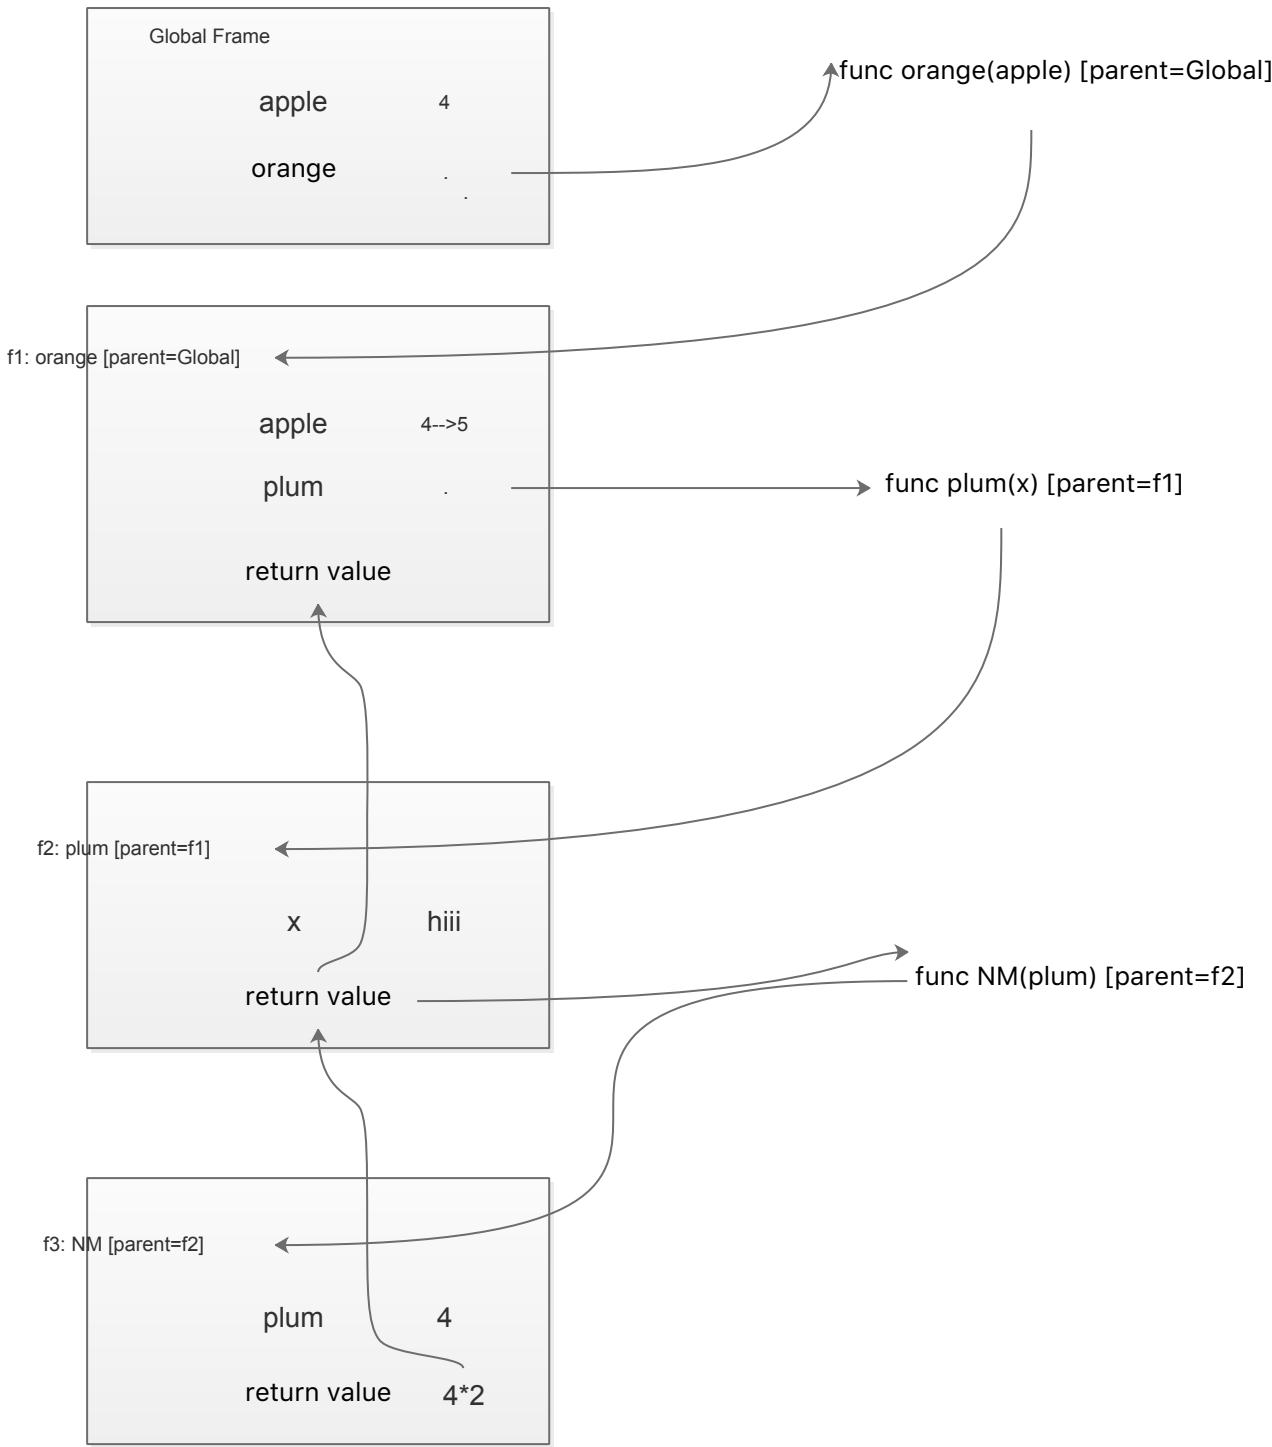 Global Frame
func orange(apple) [parent=Global]
apple 4
orange .
.
f1: orange [parent=Global]
apple 4-->5
plum .
func plum(x) [parent=f1]
return value
f2: plum [parent=f1]
x hiii
func NM(plum) [parent=f2]
return value
f3: NM [parent=f2]
plum 4
return value 4*2